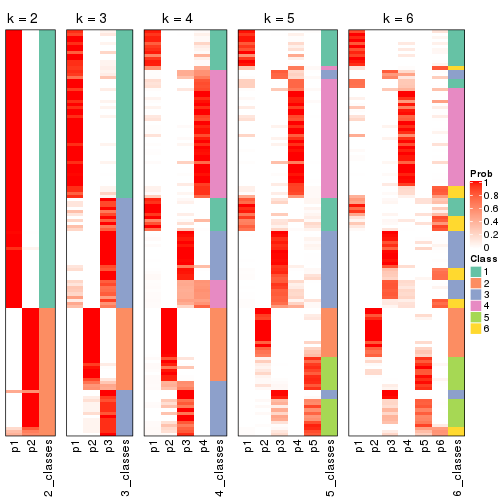 k = 2
k = 3
k = 4
k = 5
k = 6
Prob
1
0.8
0.6
0.4
0.2
0
Class
1
2
3
4
5
6
p1
p2
2_classes
p1
p2
p3
3_classes
p1
p2
p3
p4
4_classes
p1
p2
p3
p4
p5
5_classes
p1
p2
p3
p4
p5
p6
6_classes